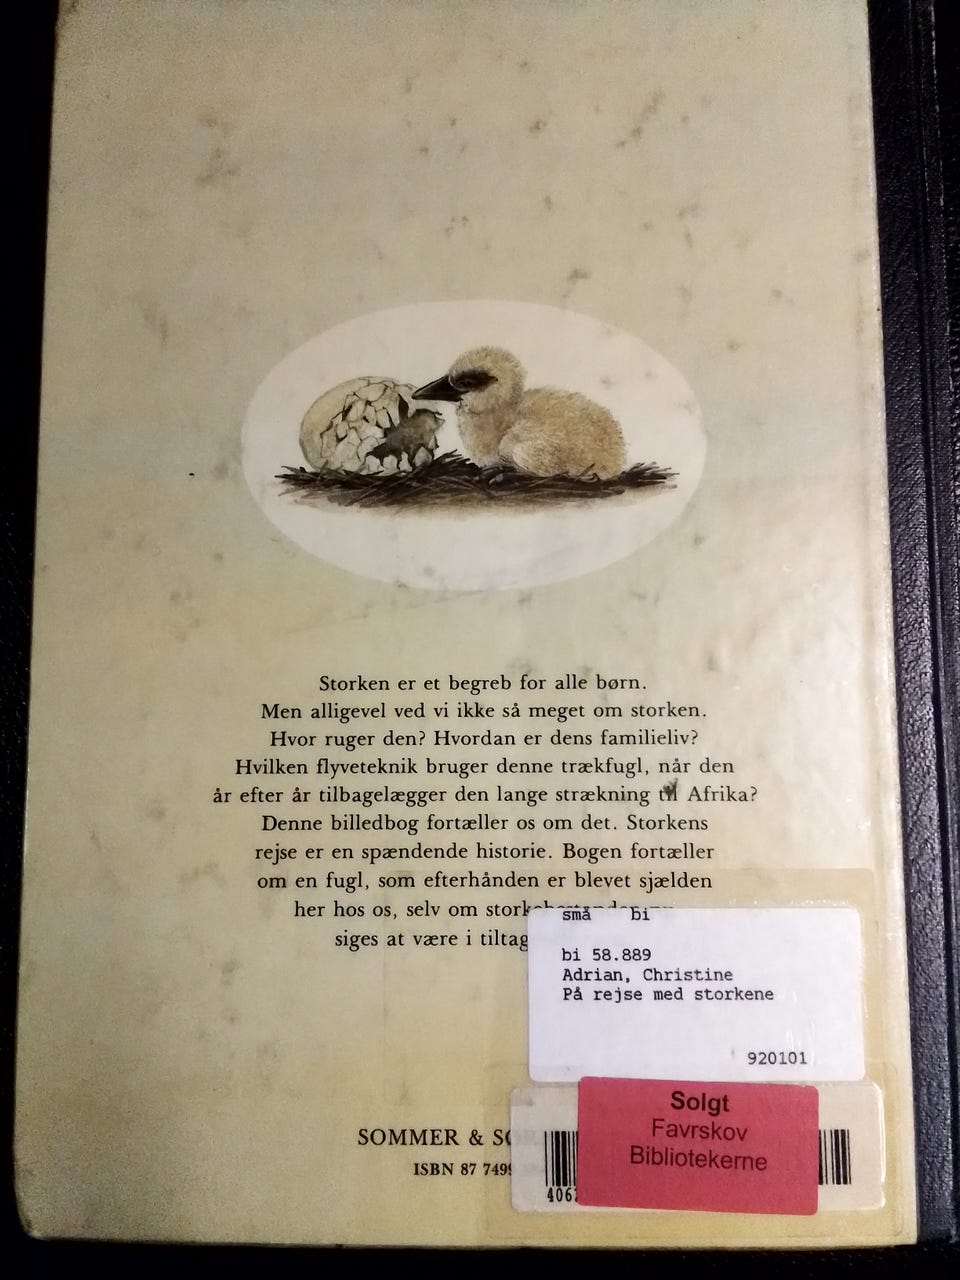 Storken er et begreb for alle børn.
Men alligevel ved vi ikke så meget om storken.
Hvor ruger den? Hvordan er dens familieliv?
Hvilken flyveteknik bruger denne trækfugl, når den
år efter år tilbagelægger den lange strækning til Afrika?
Denne billedbog fortæller os om det. Storkens
rejse er en spændende historie. Bogen fortæller
om en fugl, som efterhånden er blevet sjælden
her hos os, selv om
siges at være i
små bi
bi 58.889
Adrian, Christine
På rejse med storkene
920101
SOMMER &
ISBN 87
Solgt
Favrskov
Bibliotekerne